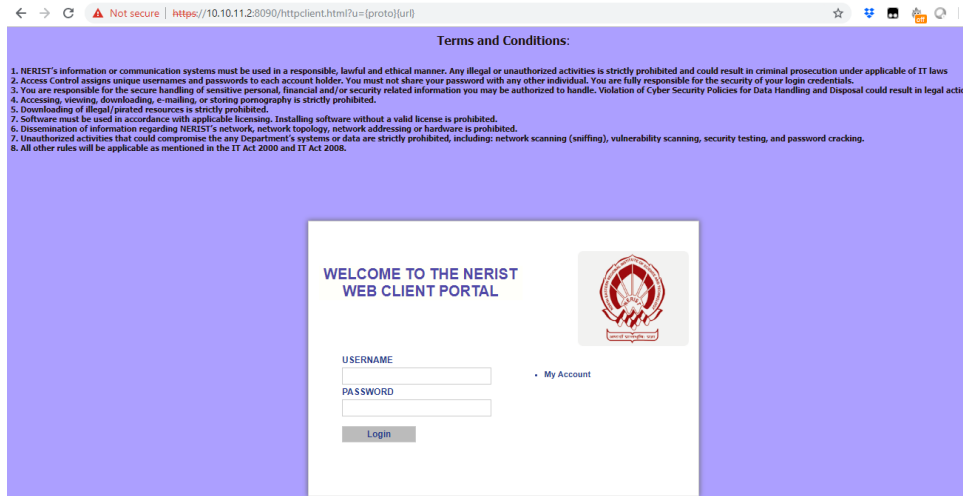 Not secure | https://10.10.11.2:8090/httpclient.html?u={proto}{url}
off
Terms and Conditions:
1. NERIST's information or communication systems must be used in a responsible, lawful and ethical manner. Any illegal or unauthorized activities is strictly prohibited and could result in criminal prosecution under applicable of IT laws
2. Access Control assigns unique usernames and passwords to each account holder. You must not share your password with any other individual. You are fully responsible for the security of your login credentials.
3. You are responsible for the secure handling of sensitive personal, financial and/or security related information you may be authorized to handle. Violation of Cyber Security Policies for Data Handling and Disposal could result in legal actio
4. Accessing, viewing, downloading, e-mailing, or storing pornography is strictly prohibited.
5. Downloading of illegal/pirated resources is strictly prohibited.
7. Software must be used in accordance with applicable licensing. Installing software without a valid license is prohibited.
6. Dissemination of information regarding NERIST's network, network topology, network addressing or hardware is prohibited.
7. Unauthorized activities that could compromise the any Department's systems or data are strictly prohibited, including: network scanning (sniffing), vulnerability scanning, security testing, and password cracking.
8. All other rules will be applicable as mentioned in the IT Act 2000 and IT Act 2008.
WELCOME TO THE NERIST
WEB CLIENT PORTAL
NERIST
USERNAME
• My Account
PASSWORD
Login